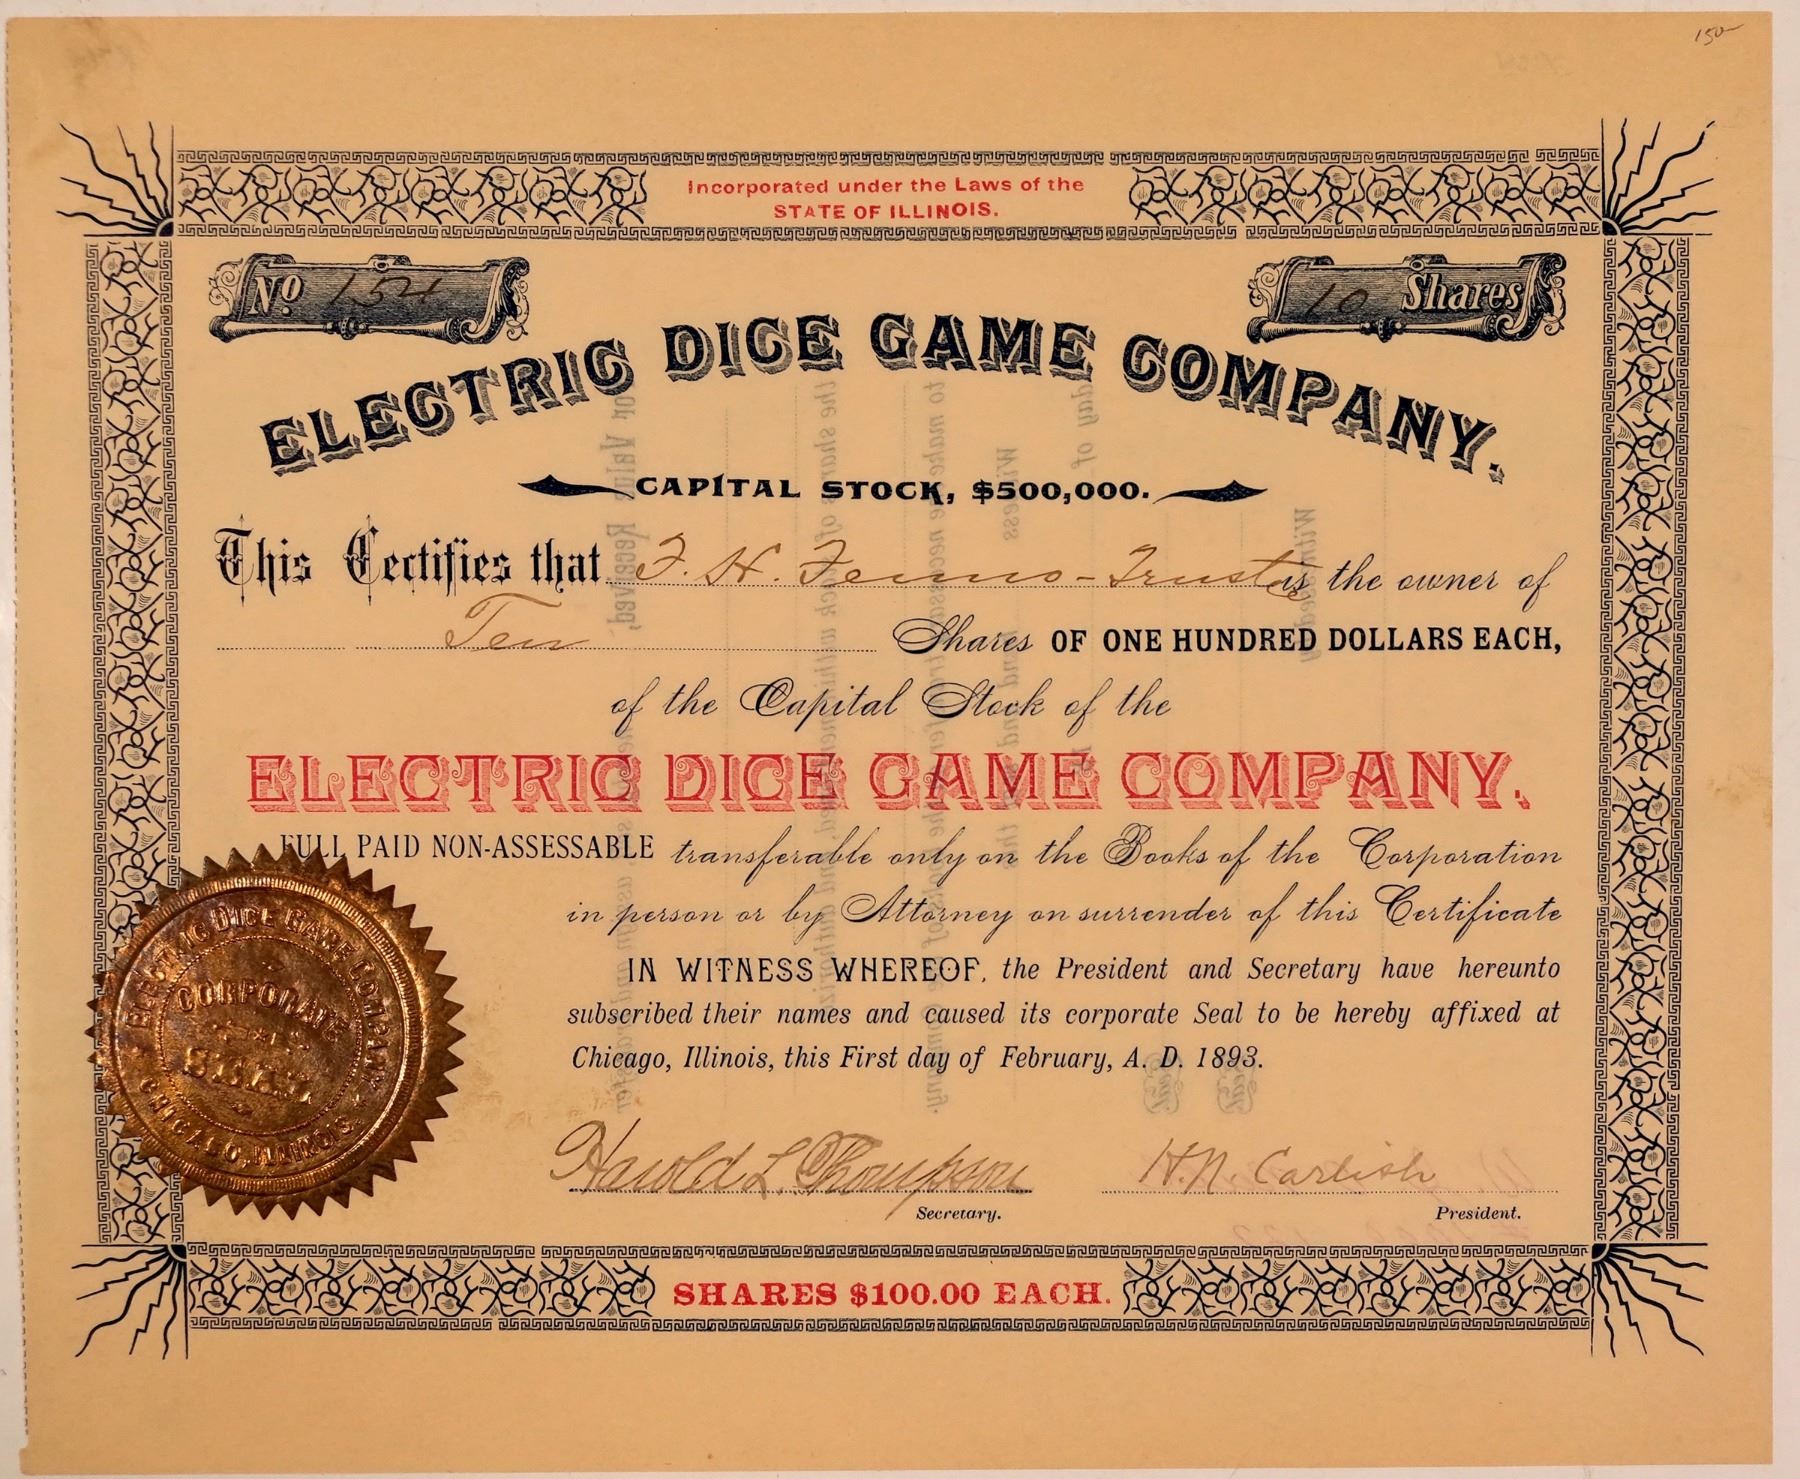 150-
Incorporated under the Laws of the
STATE OF ILLINOIS.
No. 154
10 Shares
ELECTRIC DICE GAME COMPANY.
CAPITAL STOCK, $500,000.
This Certifies that F. H. Fenno - Trustee is the owner of
Ten Shares OF ONE HUNDRED DOLLARS EACH,
of the Capital Stock of the
ELECTRIC DICE GAME COMPANY.
FULL PAID NON-ASSESSABLE transferable only on the Books of the Corporation
in person or by Attorney on surrender of this Certificate
IN WITNESS WHEREOF, the President and Secretary have hereunto
subscribed their names and caused its corporate Seal to be hereby affixed at
Chicago, Illinois, this First day of February, A. D. 1893.
ELECTRIC DICE GAME COMPANY
CORPORATE
SEAL
CHICAGO, ILLINOIS
Harold L. Thompson H. N. Carlish
Secretary. President.
SHARES $100.00 EACH.